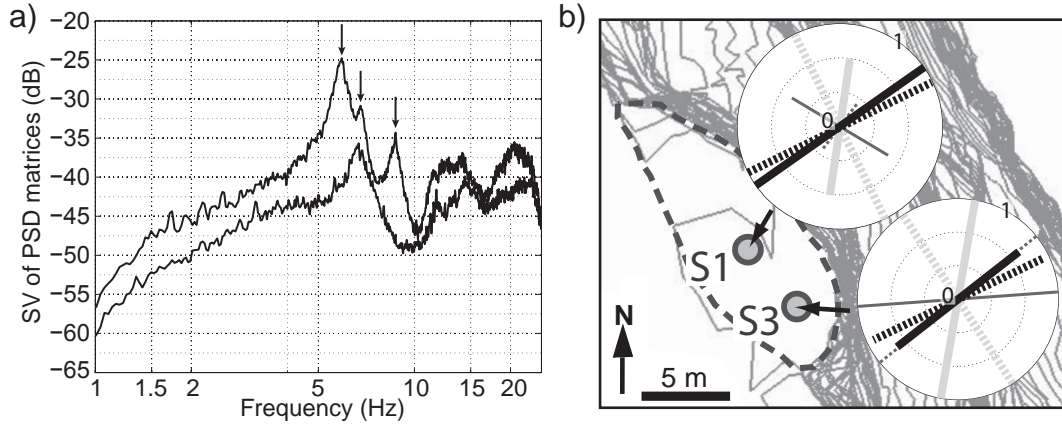 a)
SV of PSD matrices (dB)
−20
−25
−30
−35
−40
−45
−50
−55
−60
−65
1 1.5 2 5 10 15 20
Frequency (Hz)
b)
1
0
1
0
S1
S3
N
5 m